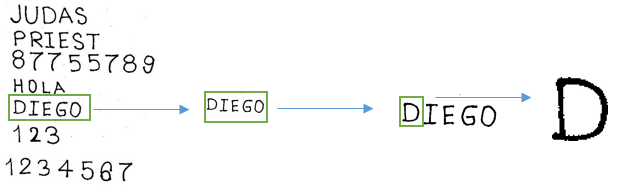 JUDAS
PRIEST
87755789
HOLA
DIEGO
123
1234567
DIEGO
DIEGO
D